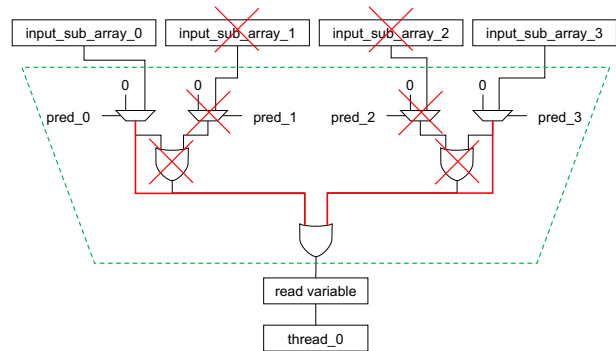 input_sub_array_0 input_sub_array_1 input_sub_array_2 input_sub_array_3
0 0 0 0
pred_0 pred_1 pred_2 pred_3
read variable
thread_0